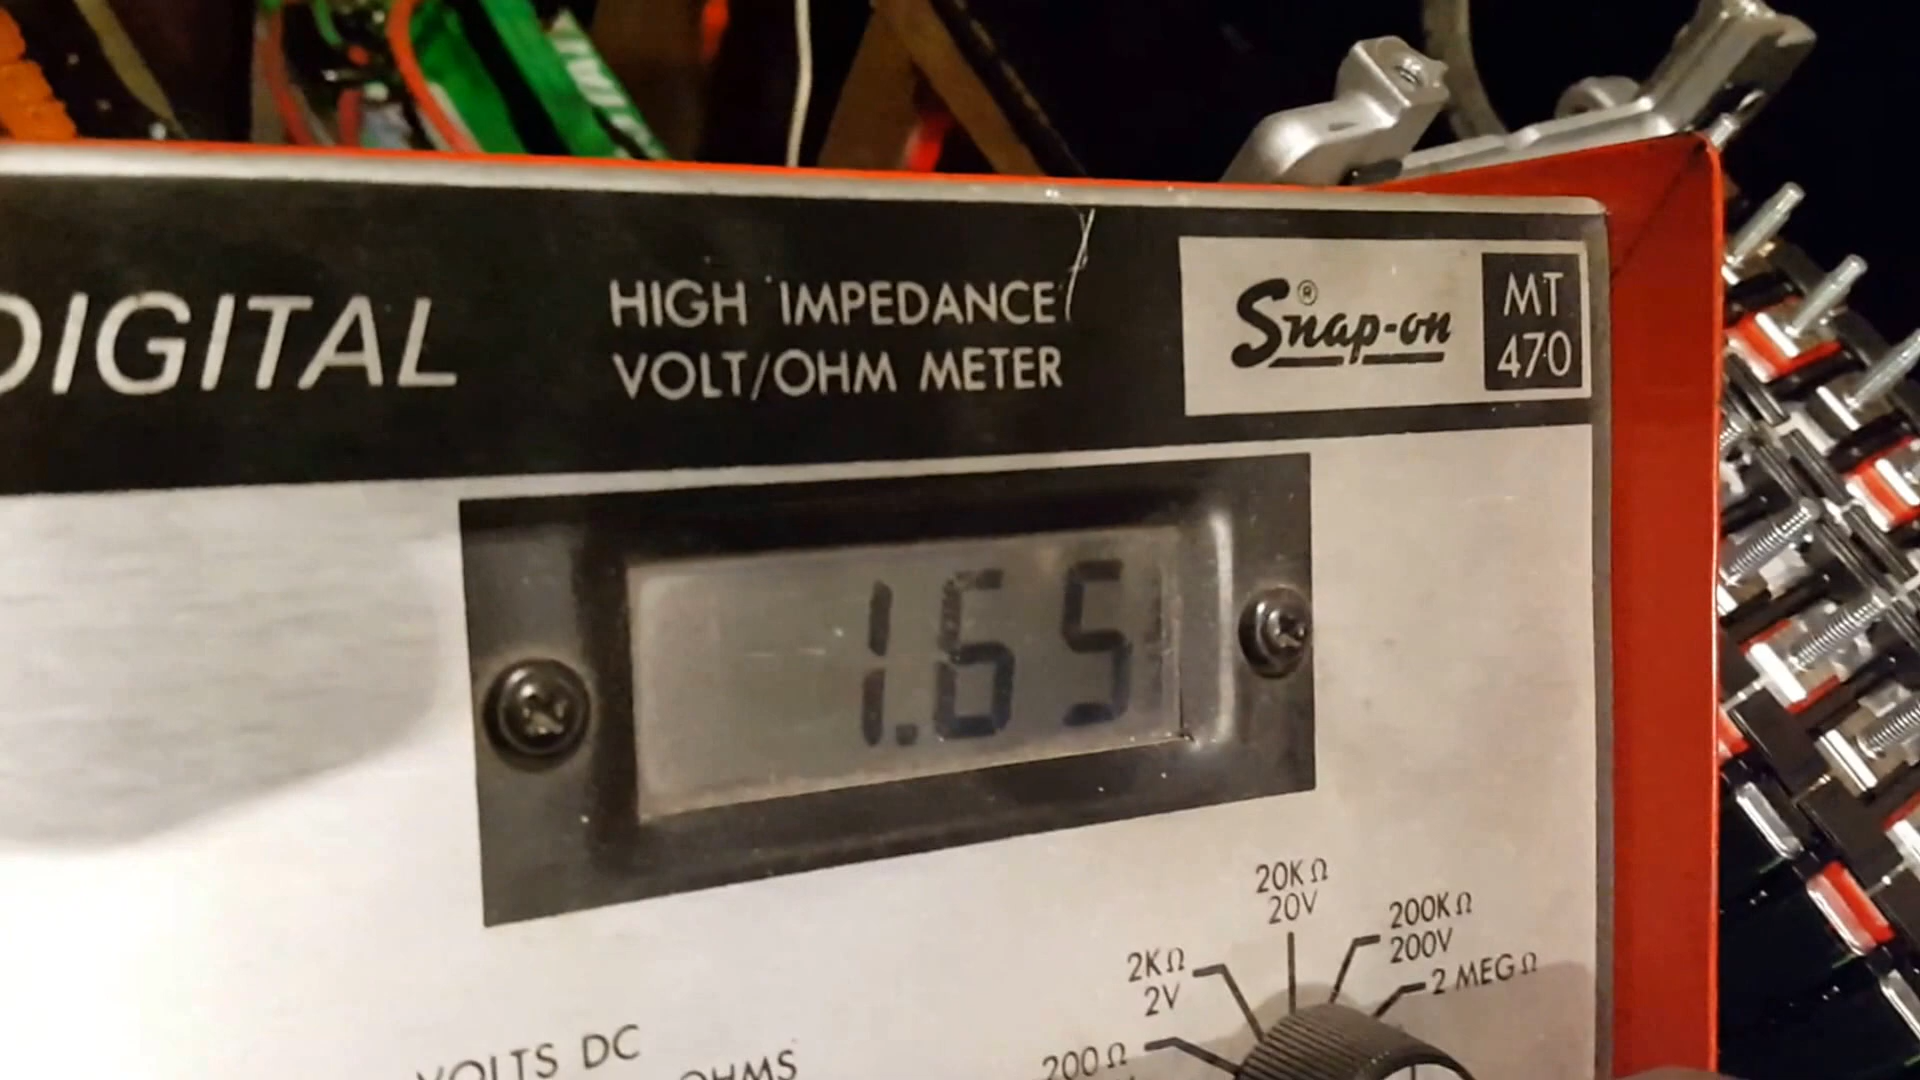 DIGITAL
HIGH IMPEDANCE
VOLT/OHM METER
Snap-on®
MT
470
1.65
20KΩ
20V
200KΩ
200V
2KΩ
2V
2 MEGΩ
200Ω
VOLTS DC
OHMS